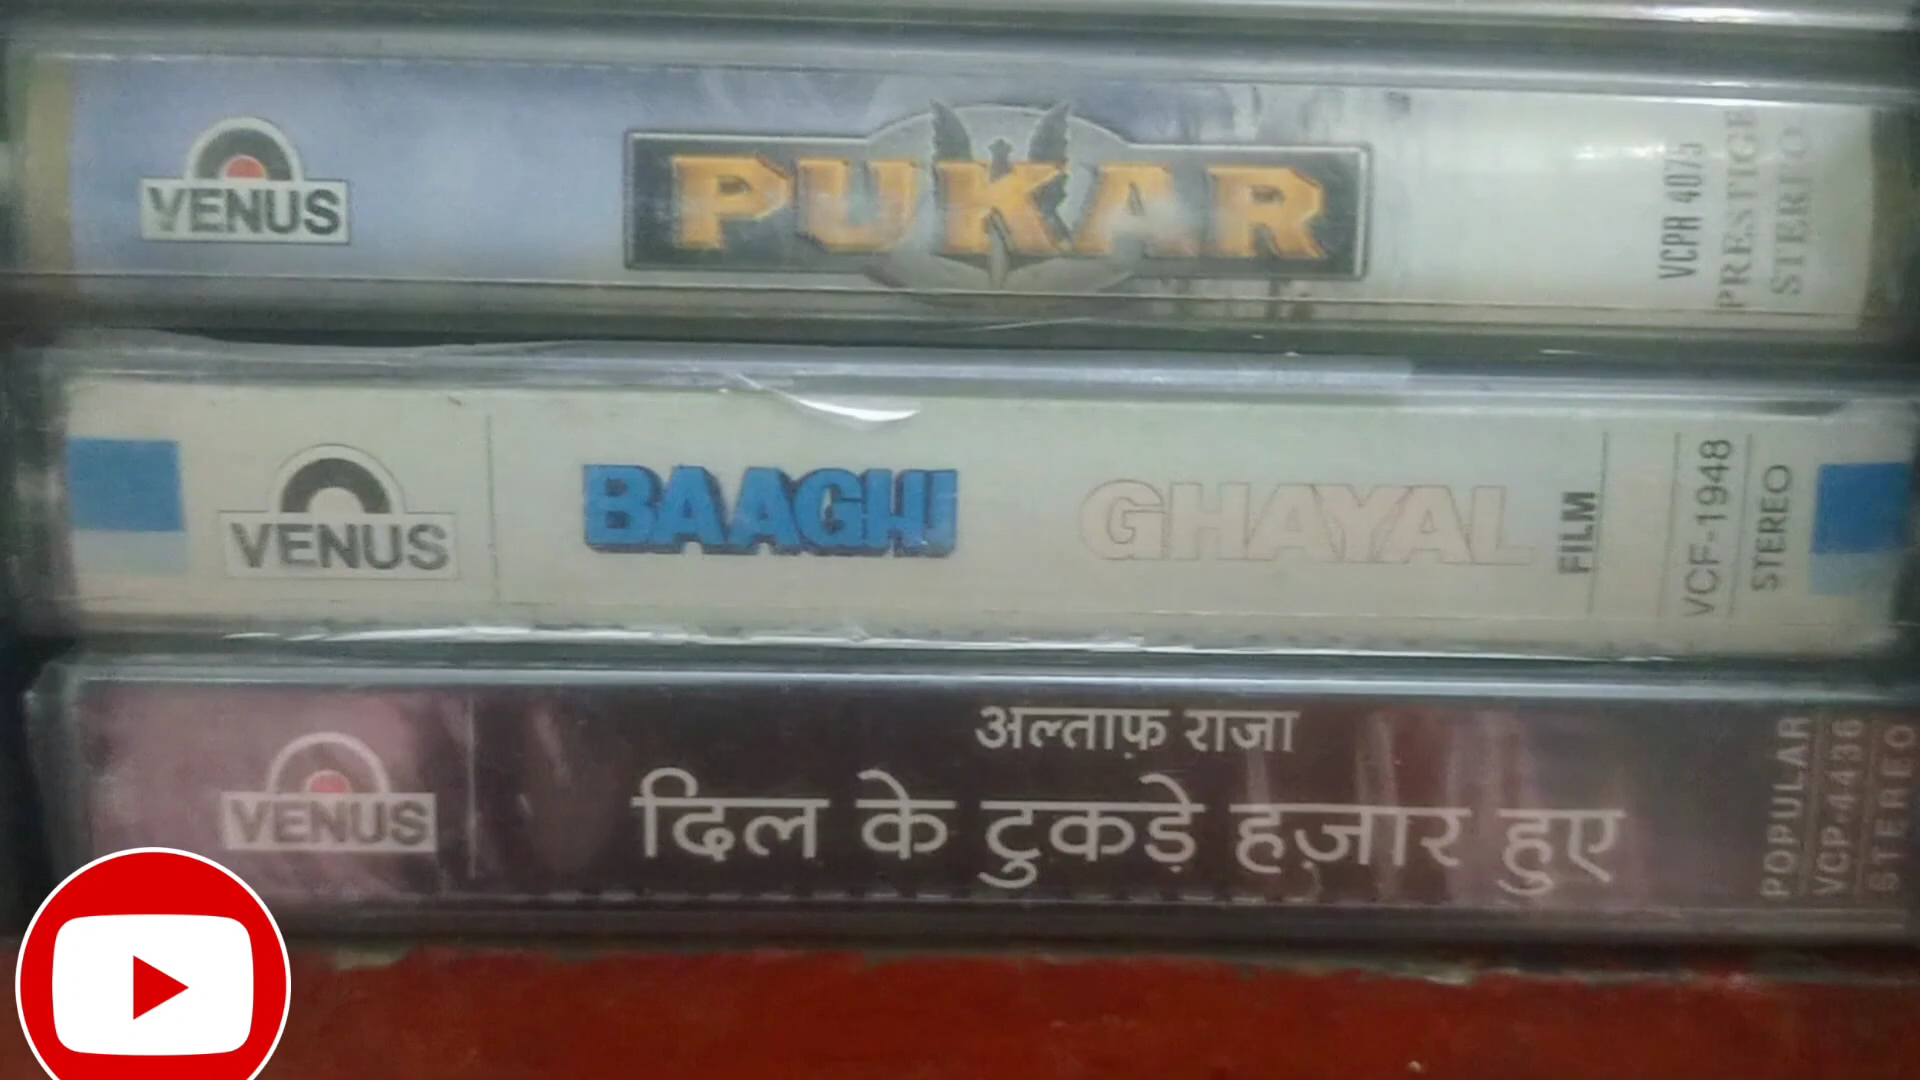 VENUS
PUKAR
VCPR 4075
PRESTIGE
STEREO
VENUS
BAAGHI
GHAYAL
FILM
VCF-1948
STEREO
VENUS
अल्ताफ़ राजा
दिल के टुकड़े हज़ार हुए
POPULAR
VCP-4436
STEREO